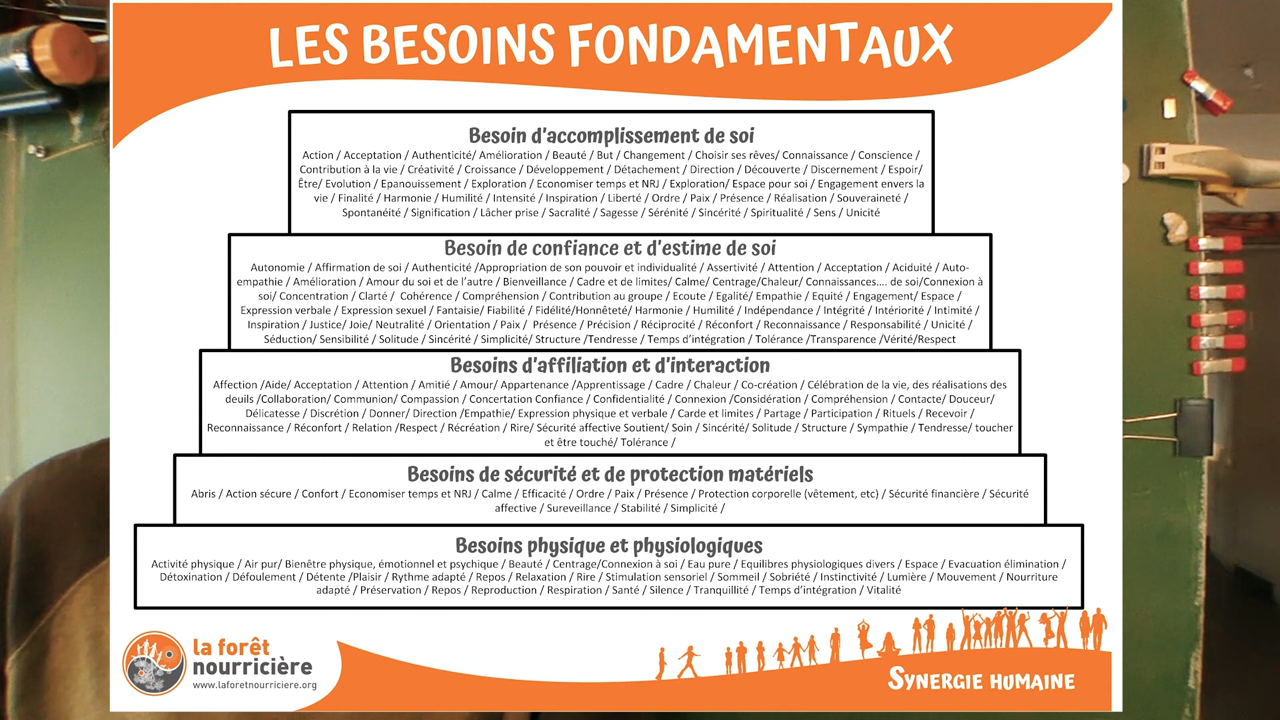 LES BESOINS FONDAMENTAUX
Besoin d'accomplissement de soi
Action / Acceptation / Authenticité/ Amélioration / Beauté / But / Changement / Choisir ses rêves/ Connaissance / Conscience /
Contribution à la vie / Créativité / Croissance / Développement / Détachement / Direction / Découverte / Discernement / Espoir/
Être/ Evolution / Epanouissement / Exploration / Economiser temps et NRJ / Exploration/ Espace pour soi / Engagement envers la
vie / Finalité / Harmonie / Humilité / Intensité / Inspiration / Liberté / Ordre / Paix / Présence / Réalisation / Souveraineté /
Spontanéité / Signification / Lâcher prise / Sacralité / Sagesse / Sérénité / Sincérité / Spiritualité / Sens / Unicité
Besoin de confiance et d'estime de soi
Autonomie / Affirmation de soi / Authenticité /Appropriation de son pouvoir et individualité / Assertivité / Attention / Acceptation / Aciduité / Auto-
empathie / Amélioration / Amour du soi et de l'autre / Bienveillance / Cadre et de limites/ Calme/ Centrage/Chaleur/ Connaissances.... de soi/Connexion à
soi/ Concentration / Clarté / Cohérence / Compréhension / Contribution au groupe / Ecoute / Egalité/ Empathie / Equité / Engagement/ Espace /
Expression verbale / Expression sexuel / Fantaisie/ Fiabilité / Fidélité/Honnêteté/ Harmonie / Humilité / Indépendance / Intégrité / Intériorité / Intimité /
Inspiration / Justice/ Joie/ Neutralité / Orientation / Paix / Présence / Précision / Réciprocité / Réconfort / Reconnaissance / Responsabilité / Unicité /
Séduction/ Sensibilité / Solitude / Sincérité / Simplicité/ Structure /Tendresse / Temps d'intégration / Tolérance /Transparence /Vérité/Respect
Besoins d'affiliation et d'interaction
Affection /Aide/ Acceptation / Attention / Amitié / Amour/ Appartenance /Apprentissage / Cadre / Chaleur / Co-création / Célébration de la vie, des réalisations des
deuils /Collaboration/ Communion/ Compassion / Concertation Confiance / Confidentialité / Connexion /Considération / Compréhension / Contacte/ Douceur/
Délicatesse / Discrétion / Donner/ Direction /Empathie/ Expression physique et verbale / Carde et limites / Partage / Participation / Rituels / Recevoir /
Reconnaissance / Réconfort / Relation /Respect / Récréation / Rire/ Sécurité affective Soutient/ Soin / Sincérité/ Solitude / Structure / Sympathie / Tendresse/ toucher
et être touché/ Tolérance /
Besoins de sécurité et de protection matériels
Abris / Action sécure / Confort / Economiser temps et NRJ / Calme / Efficacité / Ordre / Paix / Présence / Protection corporelle (vêtement, etc) / Sécurité financière / Sécurité
affective / Sureveillance / Stabilité / Simplicité /
Besoins physique et physiologiques
Activité physique / Air pur/ Bienêtre physique, émotionnel et psychique / Beauté / Centrage/Connexion à soi / Eau pure / Equilibres physiologiques divers / Espace / Evacuation élimination /
Détoxination / Défoulement / Détente /Plaisir / Rythme adapté / Repos / Relaxation / Rire / Stimulation sensoriel / Sommeil / Sobriété / Instinctivité / Lumière / Mouvement / Nourriture
adapté / Préservation / Repos / Reproduction / Respiration / Santé / Silence / Tranquillité / Temps d'intégration / Vitalité
la forêt
nourricière
www.laforetnourriciere.org
SYNERGIE HUMAINE